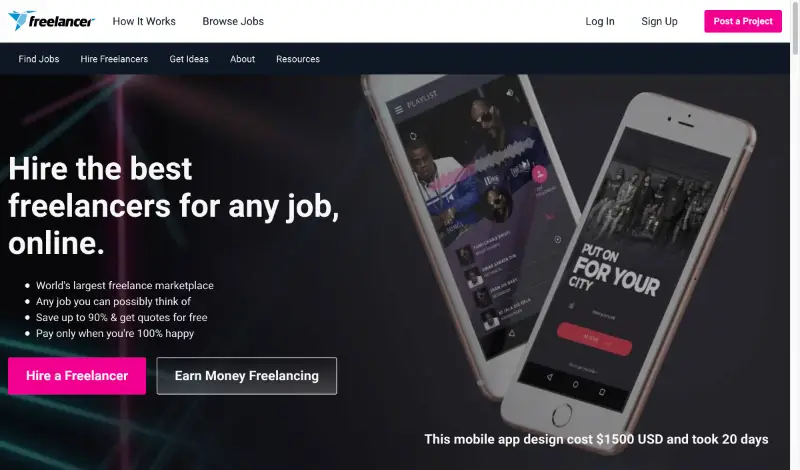 freelancer
How It Works
Browse Jobs
Log In
Sign Up
Post a Project
Find Jobs
Hire Freelancers
Get Ideas
About
Resources
PLAYLIST
Hire the best
freelancers for any job,
online.
PUT ON
FOR YOUR
CITY
World's largest freelance marketplace
Any job you can possibly think of
Save up to 90% & get quotes for free
Pay only when you're 100% happy
Hire a Freelancer
Earn Money Freelancing
This mobile app design cost $1500 USD and took 20 days